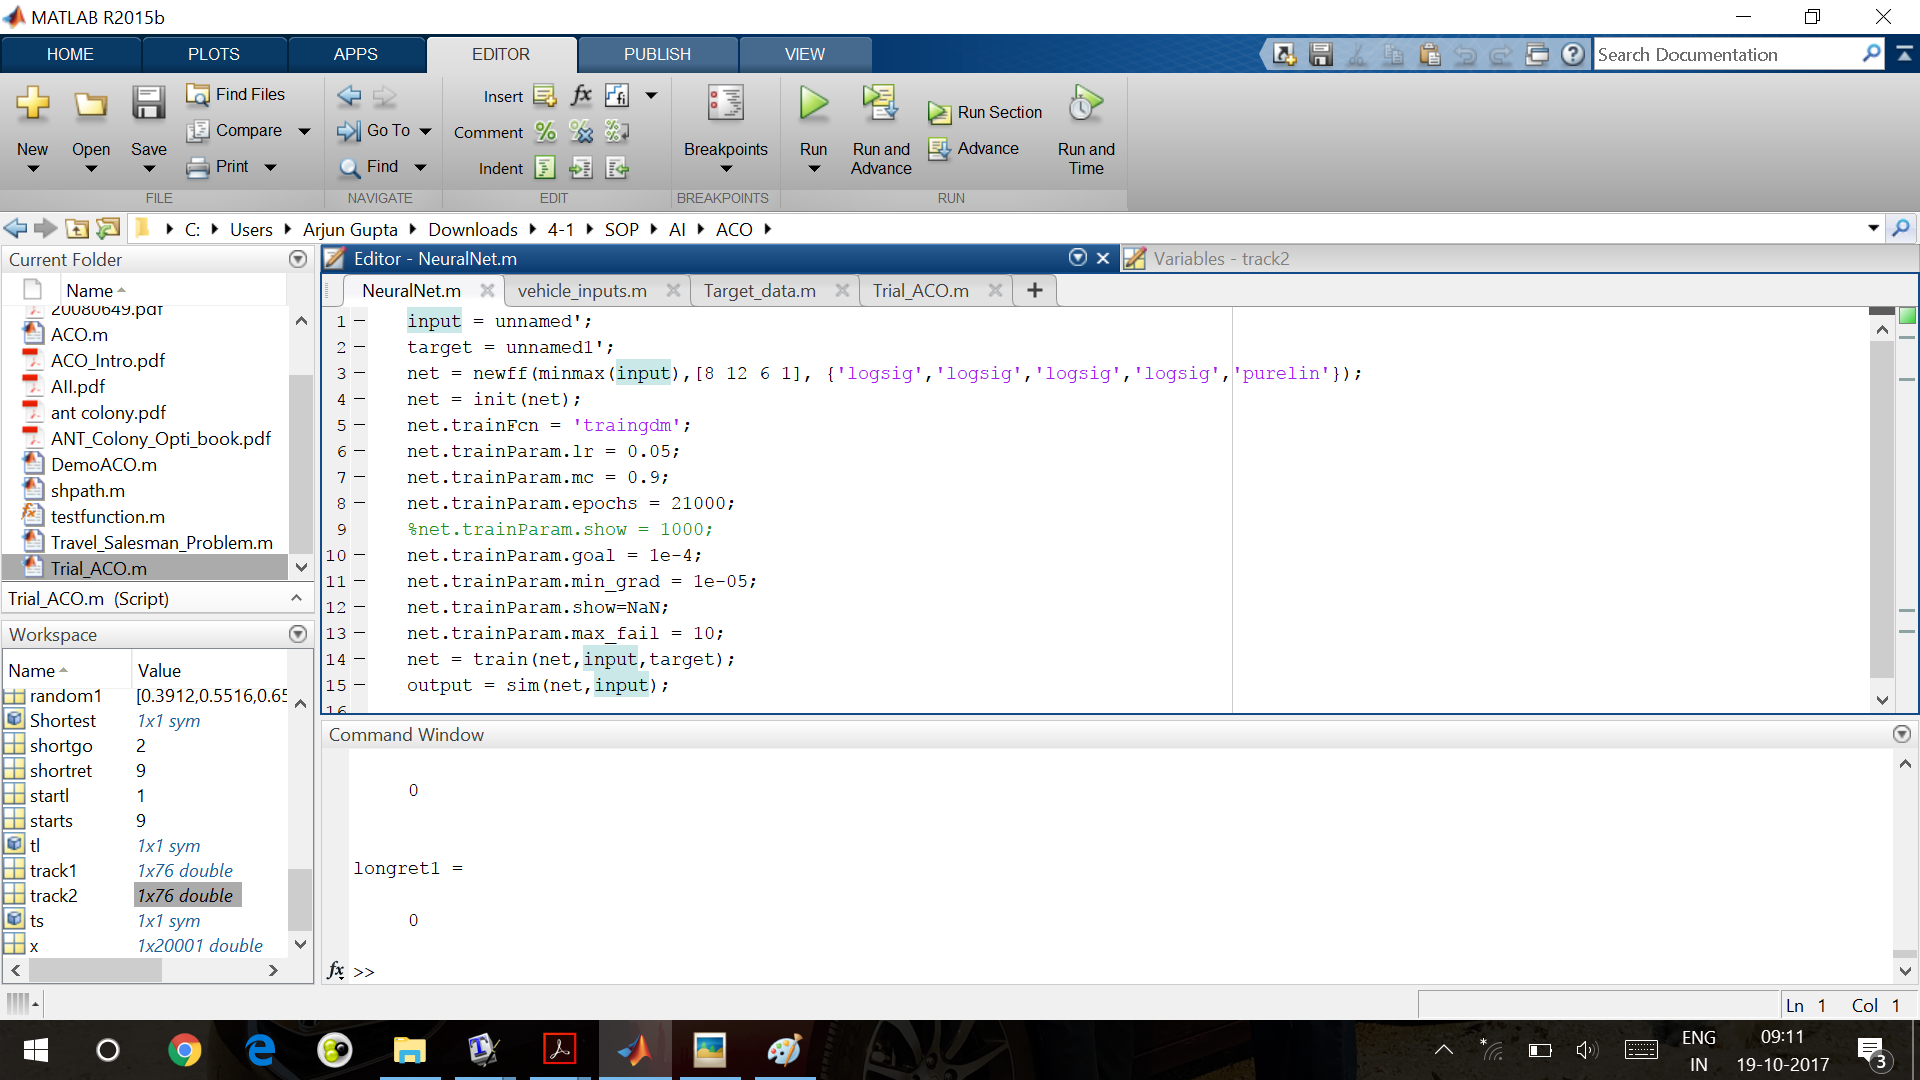 MATLAB R2015b
HOME PLOTS APPS EDITOR PUBLISH VIEW
Search Documentation
New Open Save Find Files Compare Print
FILE
Go To Find
NAVIGATE
Insert fx fi
Comment
Indent
EDIT
Breakpoints
BREAKPOINTS
Run Run and Advance Run Section Advance Run and Time
RUN
C: Users Arjun Gupta Downloads 4-1 SOP AI ACO
Current Folder
Name
20080649.pdf
ACO.m
ACO_Intro.pdf
AII.pdf
ant colony.pdf
ANT_Colony_Opti_book.pdf
DemoACO.m
shpath.m
testfunction.m
Travel_Salesman_Problem.m
Trial_ACO.m
Trial_ACO.m (Script)
Workspace
Name Value
random1 [0.3912,0.5516,0.65
Shortest 1x1 sym
shortgo 2
shortret 9
startl 1
starts 9
tl 1x1 sym
track1 1x76 double
track2 1x76 double
ts 1x1 sym
x 1x20001 double
Editor - NeuralNet.m
Variables - track2
NeuralNet.m vehicle_inputs.m Target_data.m Trial_ACO.m +
1 input = unnamed';
2 target = unnamed1';
3 net = newff(minmax(input),[8 12 6 1], {'logsig','logsig','logsig','logsig','purelin'});
4 net = init(net);
5 net.trainFcn = 'traingdm';
6 net.trainParam.lr = 0.05;
7 net.trainParam.mc = 0.9;
8 net.trainParam.epochs = 21000;
9 %net.trainParam.show = 1000;
10 net.trainParam.goal = 1e-4;
11 net.trainParam.min_grad = 1e-05;
12 net.trainParam.show=NaN;
13 net.trainParam.max_fail = 10;
14 net = train(net,input,target);
15 output = sim(net,input);
16
Command Window
0
longret1 =
0
fx >>
Ln 1 Col 1
ENG
IN
09:11
19-10-2017
3